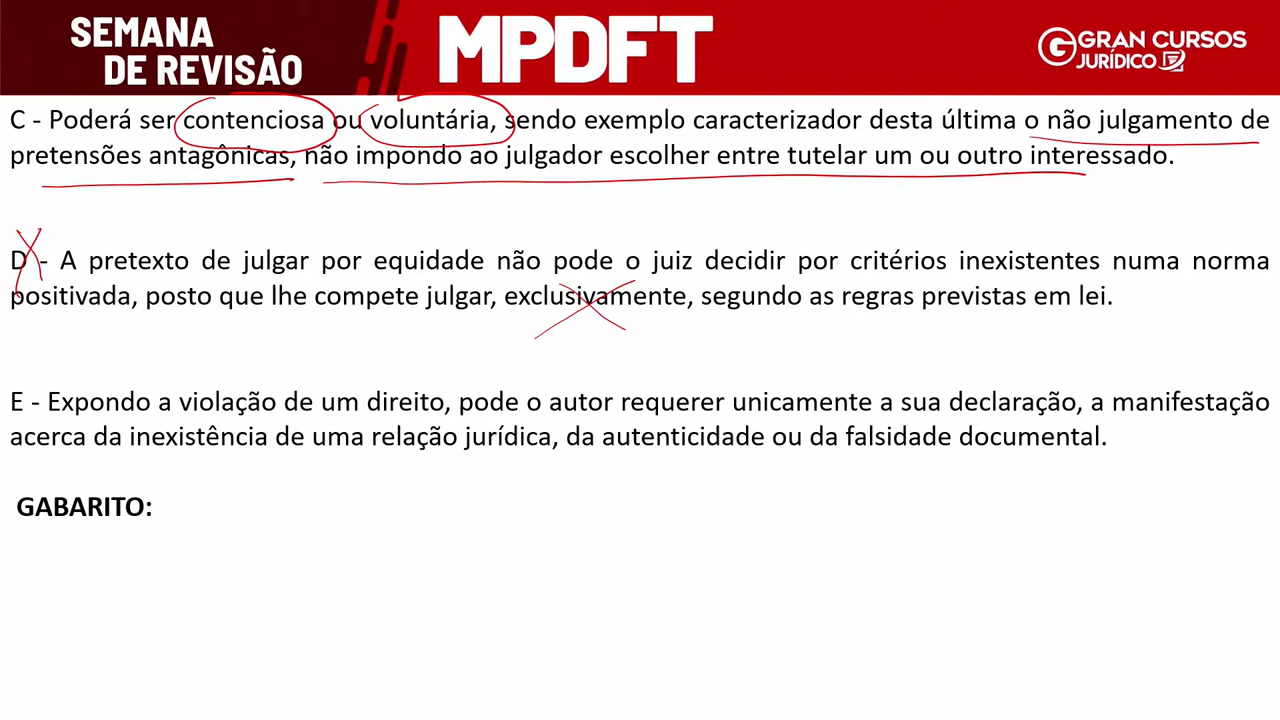 SEMANA
DE REVISÃO
MPDFT
GRAN CURSOS
JURÍDICO
C - Poderá ser contenciosa ou voluntária, sendo exemplo caracterizador desta última o não julgamento de
pretensões antagônicas, não impondo ao julgador escolher entre tutelar um ou outro interessado.
D - A pretexto de julgar por equidade não pode o juiz decidir por critérios inexistentes numa norma
positivada, posto que lhe compete julgar, exclusivamente, segundo as regras previstas em lei.
E - Expondo a violação de um direito, pode o autor requerer unicamente a sua declaração, a manifestação
acerca da inexistência de uma relação jurídica, da autenticidade ou da falsidade documental.
GABARITO: